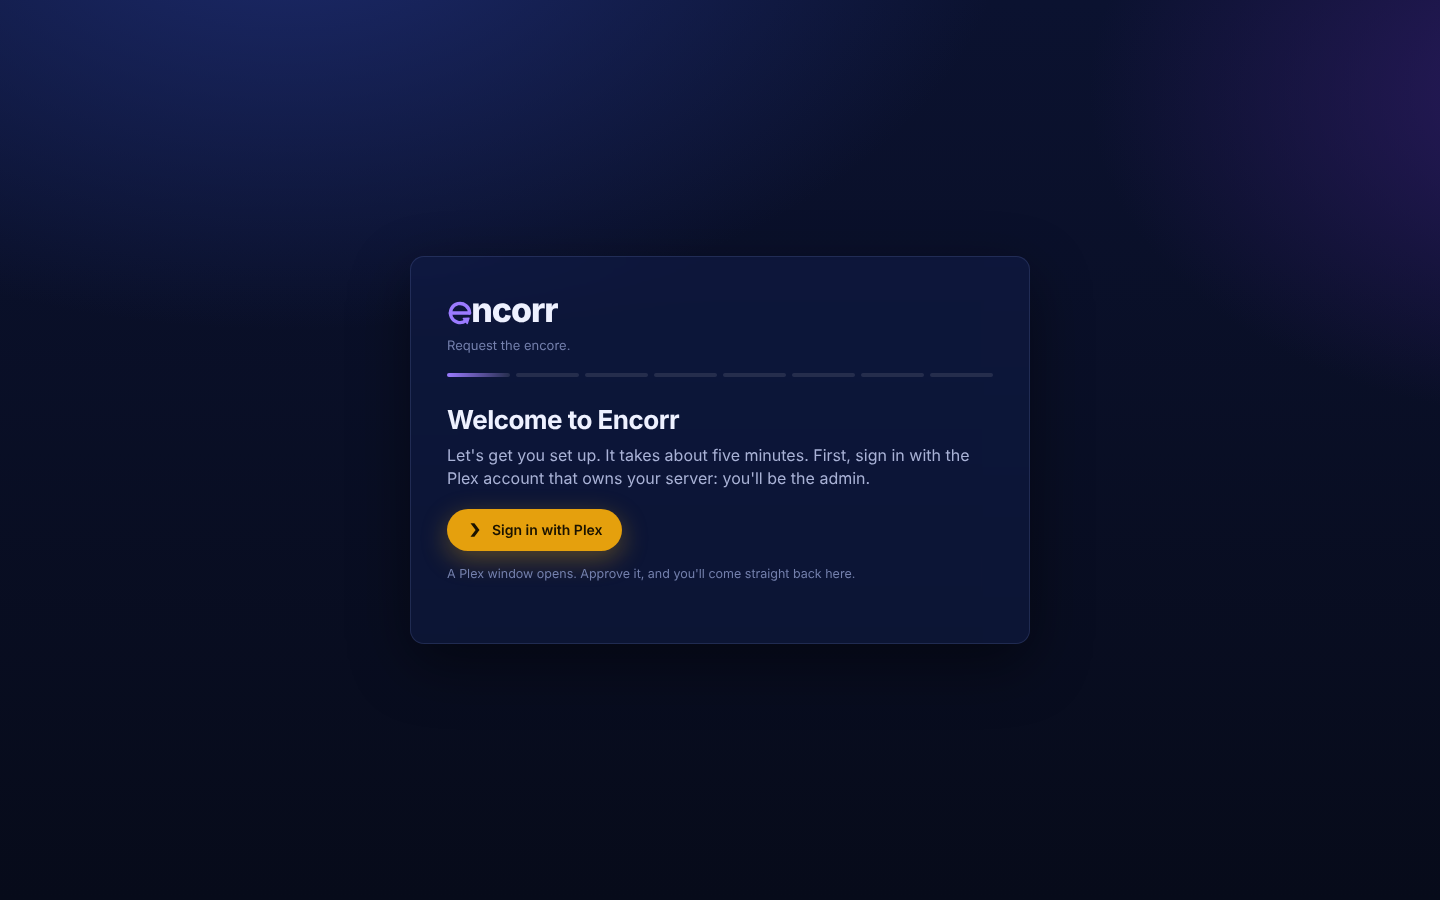 encorr
Request the encore.
Welcome to Encorr
Let's get you set up. It takes about five minutes. First, sign in with the
Plex account that owns your server: you'll be the admin.
Sign in with Plex
A Plex window opens. Approve it, and you'll come straight back here.